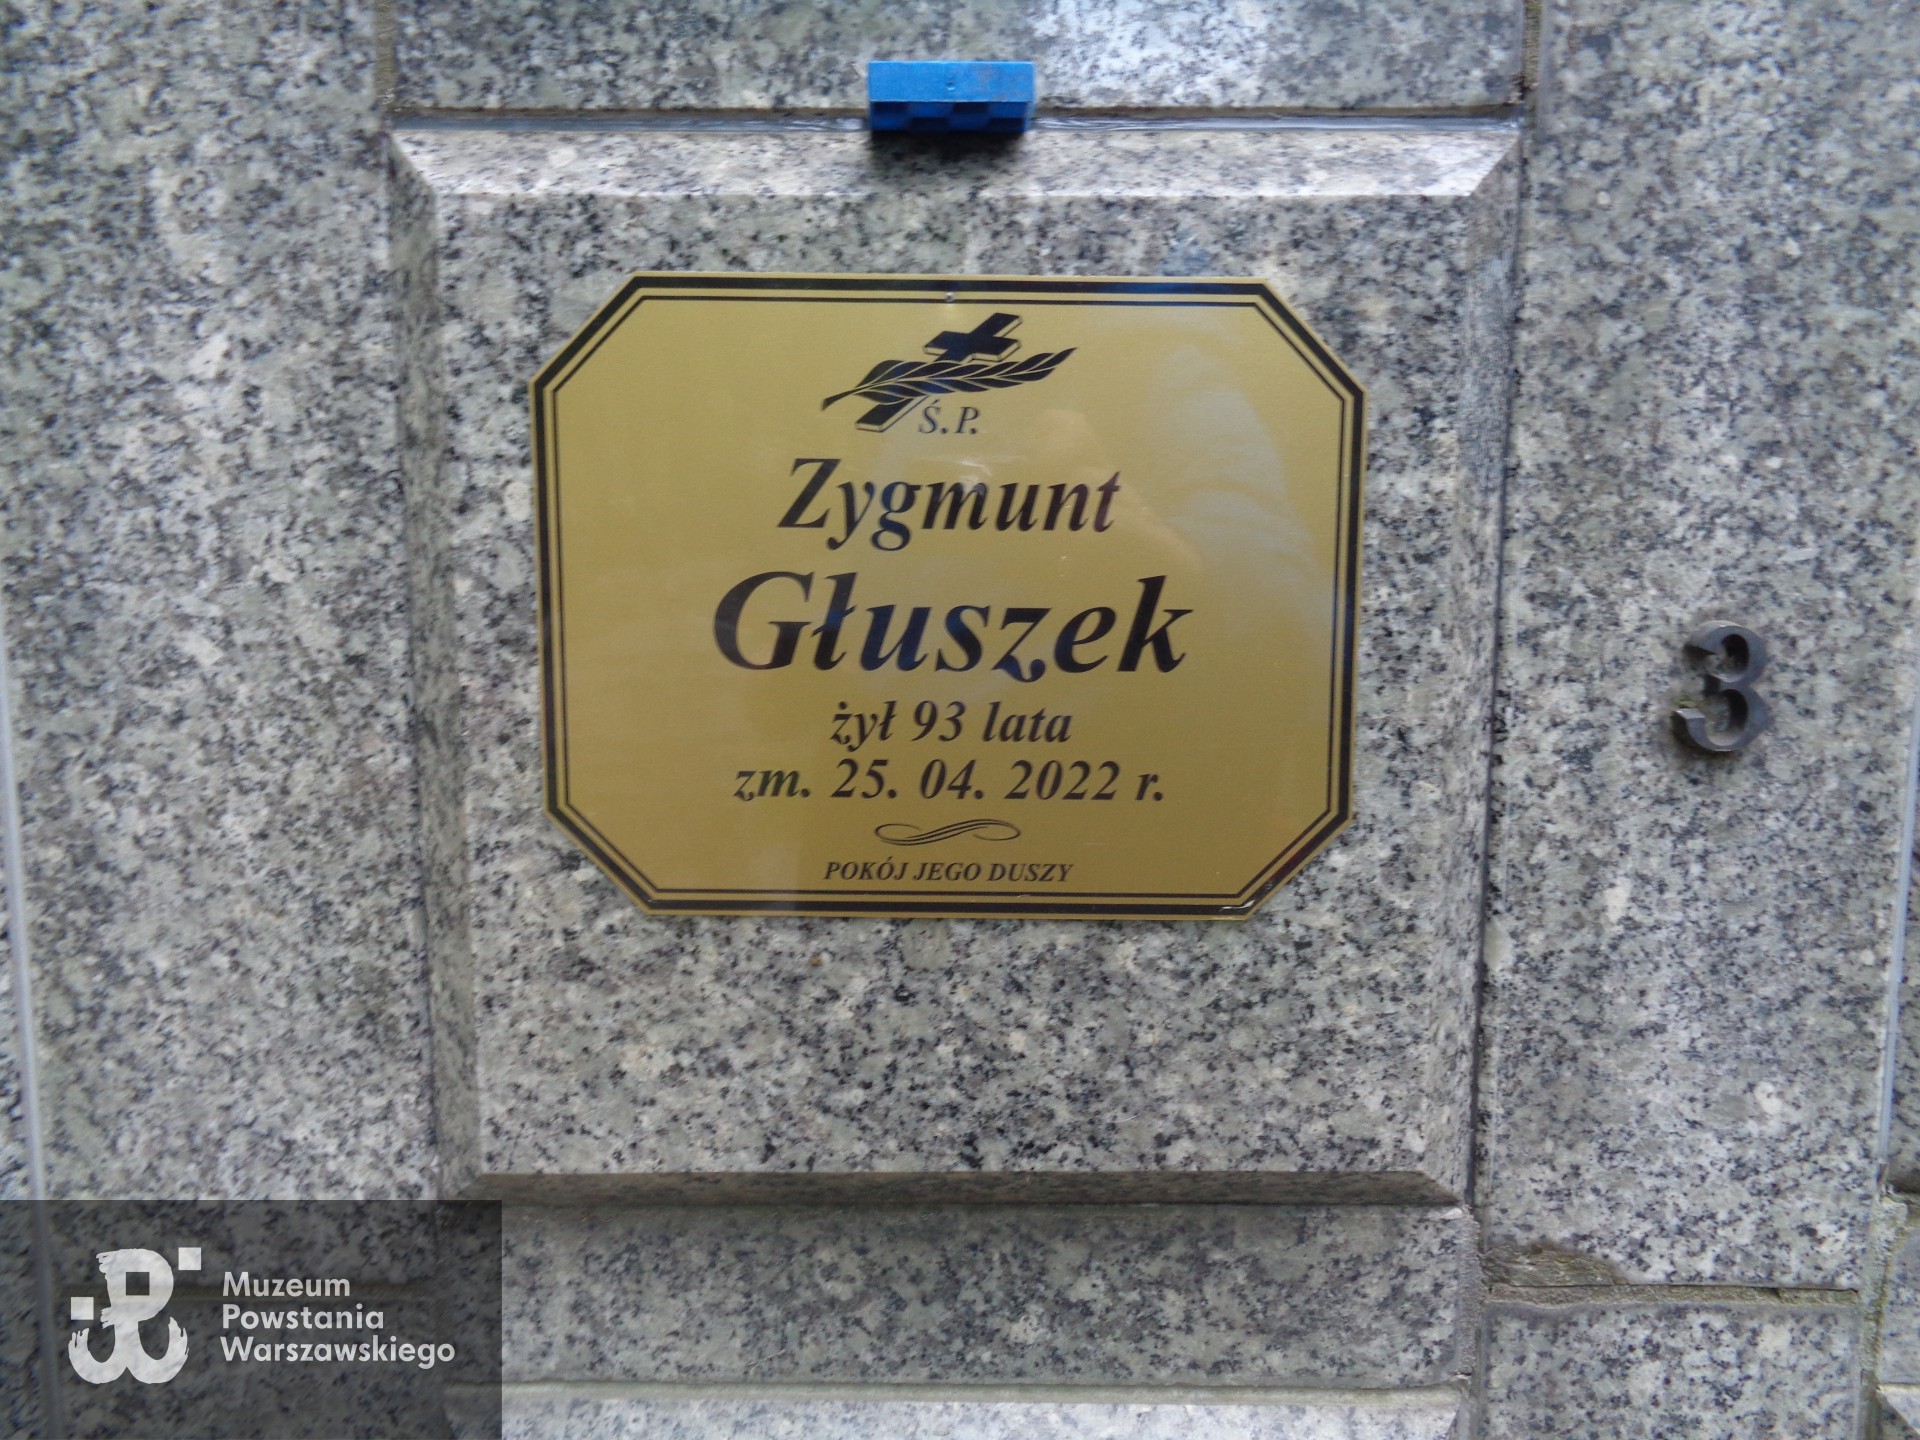 Ś.P.
Zygmunt
Głuszek
żył 93 lata
zm. 25. 04. 2022 r.
POKÓJ JEGO DUSZY
3
Muzeum
Powstania
Warszawskiego